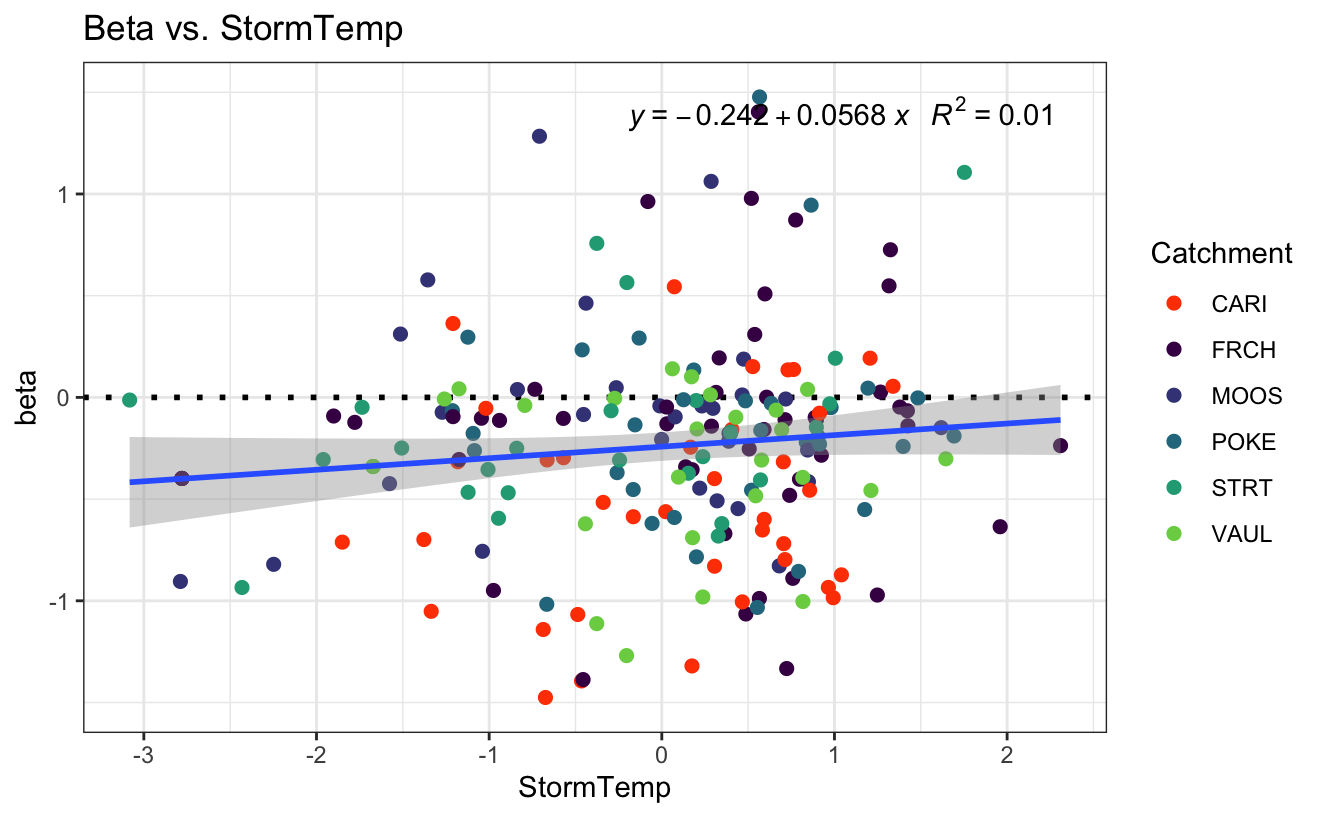 Beta vs. StormTemp
y = −0.242 + 0.0568 x  R² = 0.01
1
0
-1
beta
-3 -2 -1 0 1 2
StormTemp
Catchment
CARI
FRCH
MOOS
POKE
STRT
VAUL